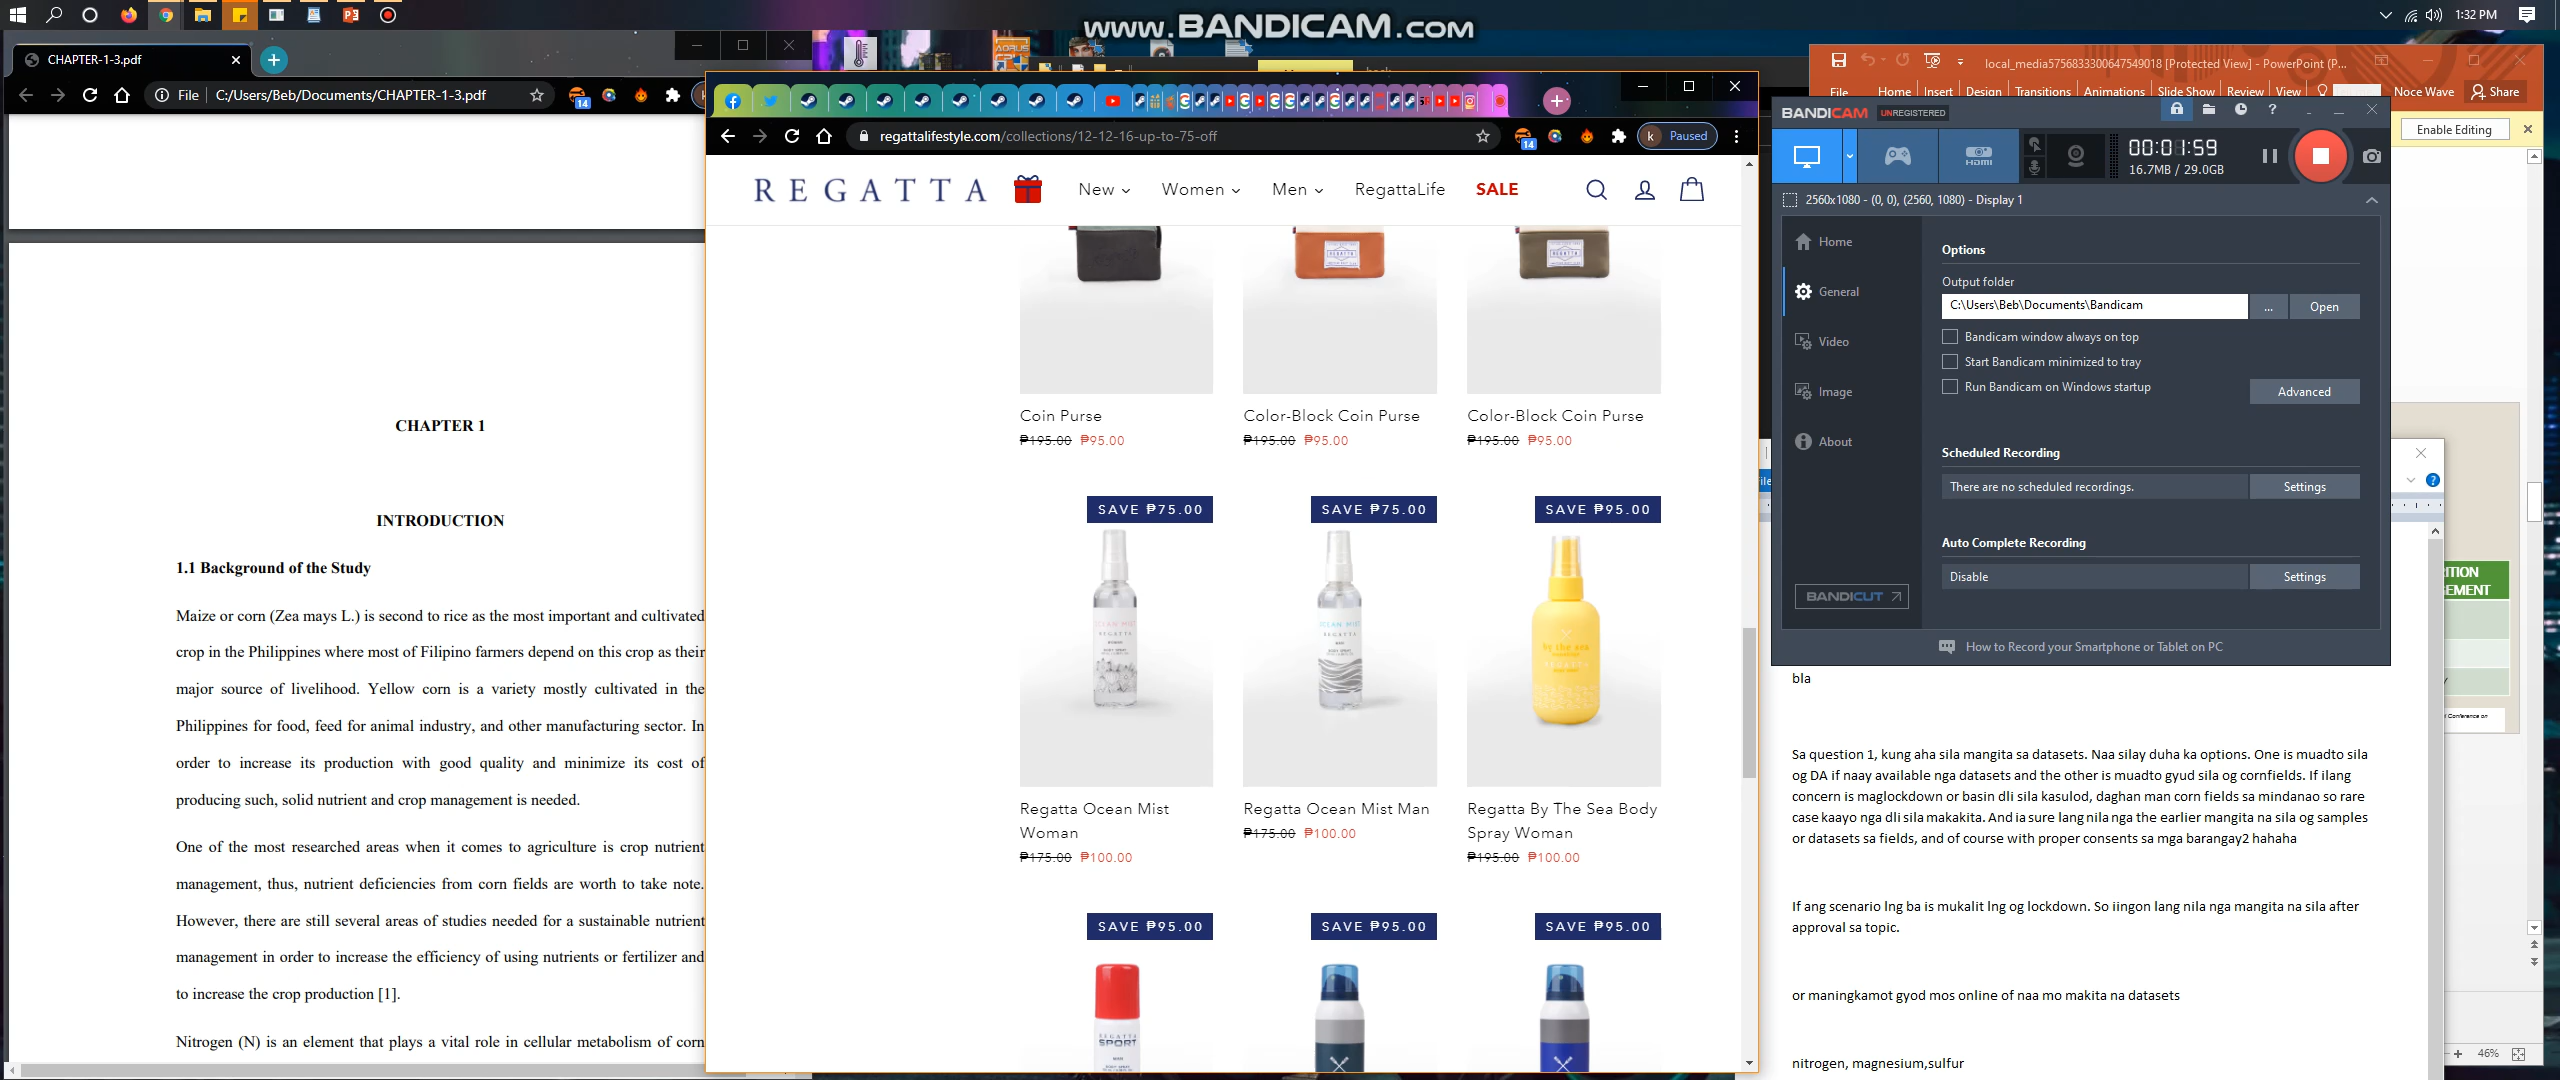 www.BANDICAM.com
1:32 PM
CHAPTER-1-3.pdf
File
C:/Users/Beb/Documents/CHAPTER-1-3.pdf
14
CHAPTER 1
INTRODUCTION
1.1 Background of the Study
Maize or corn (Zea mays L.) is second to rice as the most important and cultivated
crop in the Philippines where most of Filipino farmers depend on this crop as their
major source of livelihood. Yellow corn is a variety mostly cultivated in the
Philippines for food, feed for animal industry, and other manufacturing sector. In
order to increase its production with good quality and minimize its cost of
producing such, solid nutrient and crop management is needed.
One of the most researched areas when it comes to agriculture is crop nutrient
management, thus, nutrient deficiencies from corn fields are worth to take note.
However, there are still several areas of studies needed for a sustainable nutrient
management in order to increase the efficiency of using nutrients or fertilizer and
to increase the crop production [1].
Nitrogen (N) is an element that plays a vital role in cellular metabolism of corn
regattalifestyle.com/collections/12-12-16-up-to-75-off
14
k Paused
REGATTA
New
Women
Men
RegattaLife
SALE
Coin Purse
₱195.00 ₱95.00
Color-Block Coin Purse
₱195.00 ₱95.00
Color-Block Coin Purse
₱195.00 ₱95.00
SAVE ₱75.00
SAVE ₱75.00
SAVE ₱95.00
OCEAN MIST
REGATTA
OCEAN MIST
REGATTA
by the sea
Regatta Ocean Mist
Woman
₱175.00 ₱100.00
Regatta Ocean Mist Man
₱175.00 ₱100.00
Regatta By The Sea Body
Spray Woman
₱195.00 ₱100.00
SAVE ₱95.00
SAVE ₱95.00
SAVE ₱95.00
REGATTA
SPORT
local_media5756833300647549018 [Protected View] - PowerPoint (P...
File
Home
Insert
Design
Transitions
Animations
Slide Show
Review
View
Noce Wave
Share
Enable Editing
BANDICAM
UNREGISTERED
HDMI
00:01:59
16.7MB / 29.0GB
2560x1080 - (0, 0), (2560, 1080) - Display 1
Home
General
Video
Image
About
BANDICUT
Options
Output folder
C:\Users\Beb\Documents\Bandicam
...
Open
Bandicam window always on top
Start Bandicam minimized to tray
Run Bandicam on Windows startup
Advanced
Scheduled Recording
There are no scheduled recordings.
Settings
Auto Complete Recording
Disable
Settings
How to Record your Smartphone or Tablet on PC
bla
Sa question 1, kung aha sila mangita sa datasets. Naa silay duha ka options. One is muadto sila
og DA if naay available nga datasets and the other is muadto gyud sila og cornfields. If ilang
concern is maglockdown or basin dli sila kasulod, daghan man corn fields sa mindanao so rare
case kaayo nga dli sila makakita. And ia sure lang nila nga the earlier mangita na sila og samples
or datasets sa fields, and of course with proper consents sa mga barangay2 hahaha
If ang scenario lng ba is mukalit lng og lockdown. So iingon lang nila nga mangita na sila after
approval sa topic.
or maningkamot gyod mos online of naa mo makita na datasets
nitrogen, magnesium,sulfur
46%